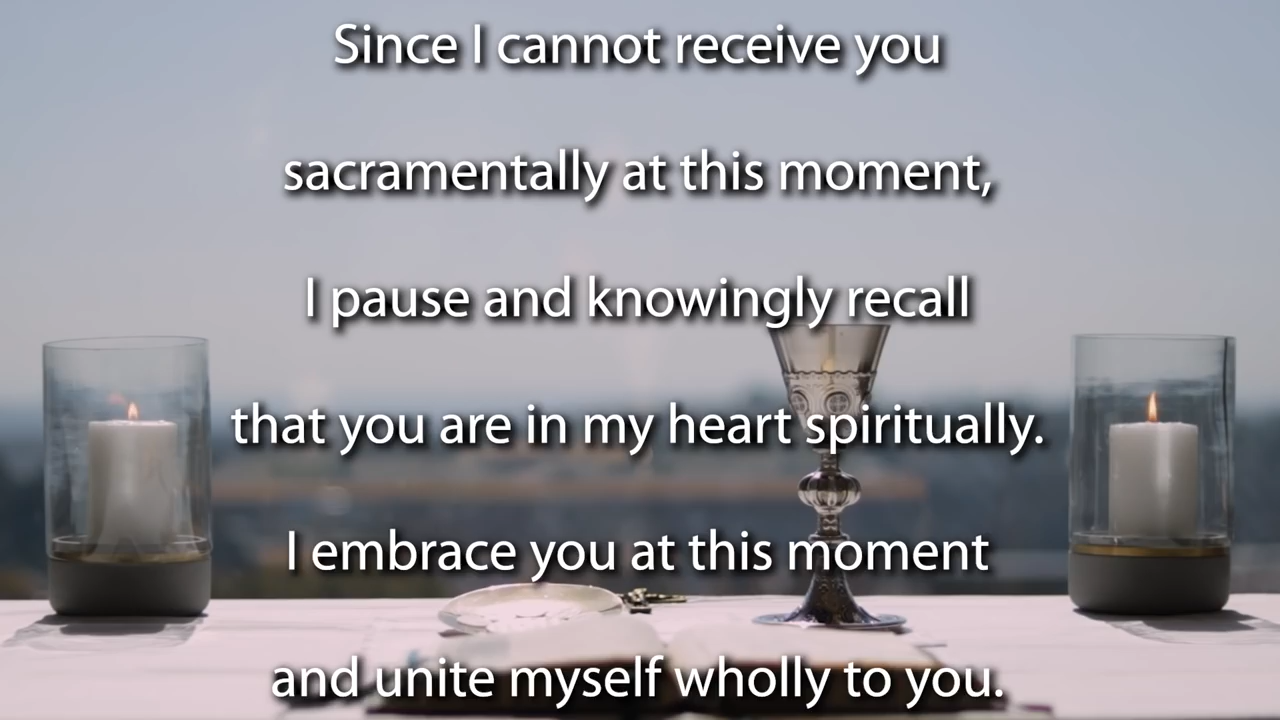 Since I cannot receive you
sacramentally at this moment,
I pause and knowingly recall
that you are in my heart spiritually.
I embrace you at this moment
and unite myself wholly to you.